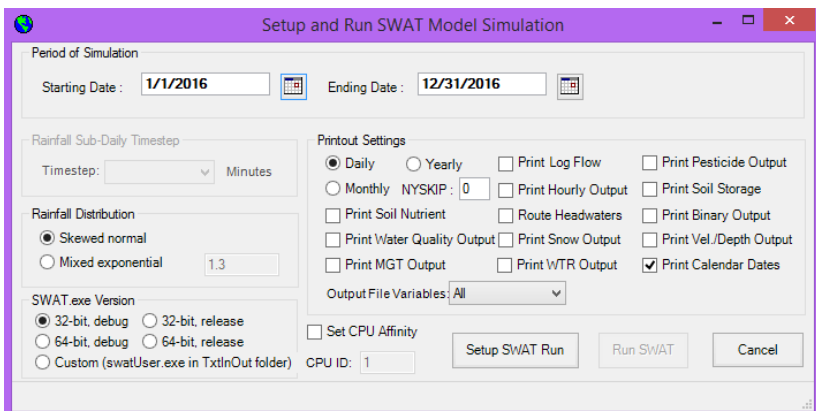 Setup and Run SWAT Model Simulation
Period of Simulation
Starting Date : 1/1/2016 Ending Date : 12/31/2016
Rainfall Sub-Daily Timestep
Timestep: Minutes
Rainfall Distribution
Skewed normal
Mixed exponential 1.3
SWAT.exe Version
32-bit, debug 32-bit, release
64-bit, debug 64-bit, release
Custom (swatUser.exe in TxtInOut folder)
Printout Settings
Daily Yearly Print Log Flow Print Pesticide Output
Monthly NYSKIP : 0 Print Hourly Output Print Soil Storage
Print Soil Nutrient Route Headwaters Print Binary Output
Print Water Quality Output Print Snow Output Print Vel./Depth Output
Print MGT Output Print WTR Output Print Calendar Dates
Output File Variables: All
Set CPU Affinity
CPU ID: 1
Setup SWAT Run Run SWAT Cancel